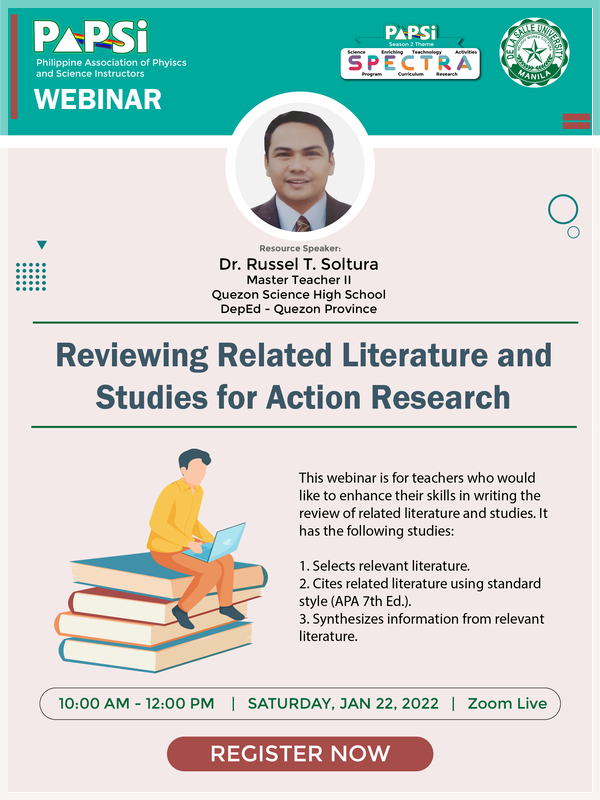 PAPSi
Philippine Association of Phyiscs
and Science Instructors
WEBINAR
PAPSi
Season 2 Theme
Science Enriching Teechnology Activities
SPECTRA
Program Curriculum Research
DE LA SALLE UNIVERSITY
MANILA
Resource Speaker:
Dr. Russel T. Soltura
Master Teacher II
Quezon Science High School
DepEd - Quezon Province
Reviewing Related Literature and
Studies for Action Research
This webinar is for teachers who would
like to enhance their skills in writing the
review of related literature and studies. It
has the following studies:
1. Selects relevant literature.
2. Cites related literature using standard
style (APA 7th Ed.).
3. Synthesizes information from relevant
literature.
10:00 AM - 12:00 PM | SATURDAY, JAN 22, 2022 | Zoom Live
REGISTER NOW